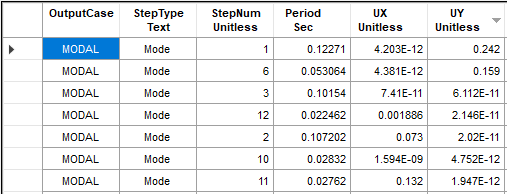 OutputCase StepType StepNum Period UX UY
Text Unitless Sec Unitless Unitless
MODAL Mode 1 0.12271 4.203E-12 0.242
MODAL Mode 6 0.053064 4.381E-12 0.159
MODAL Mode 3 0.10154 7.41E-11 6.112E-11
MODAL Mode 12 0.022462 0.001886 2.146E-11
MODAL Mode 2 0.107202 0.073 2.02E-11
MODAL Mode 10 0.02832 1.594E-09 4.752E-12
MODAL Mode 11 0.02762 0.132 1.947E-12